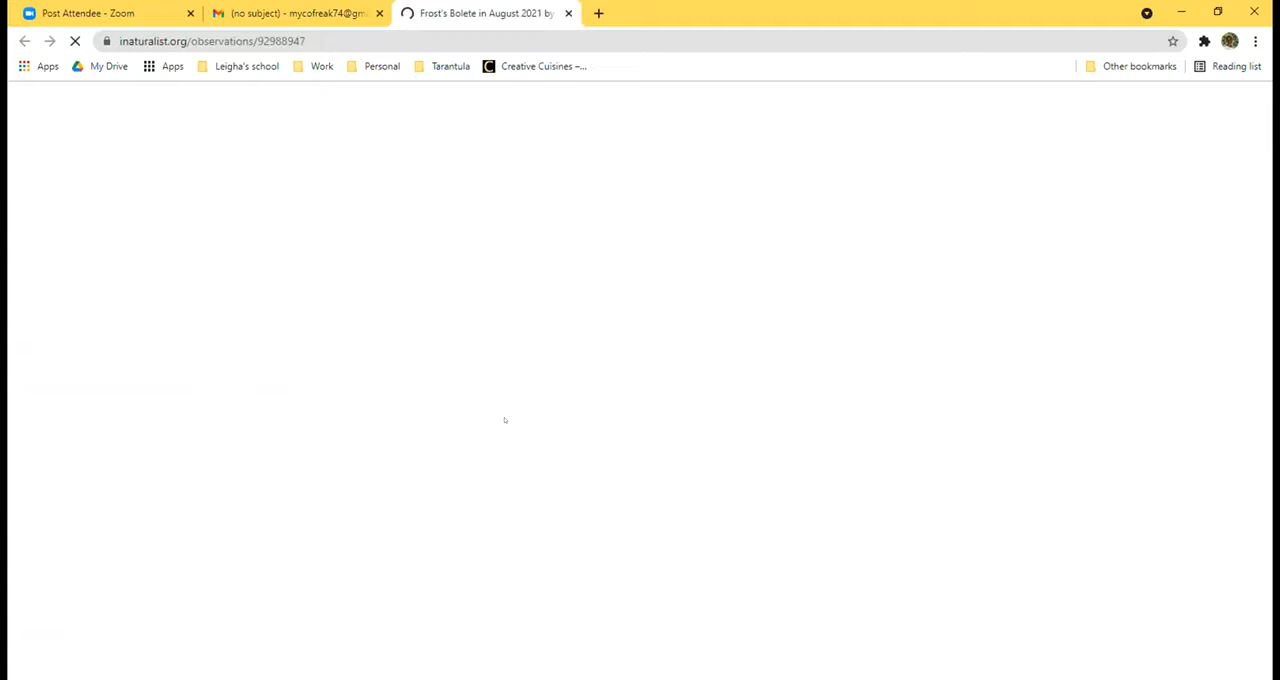 Post Attendee - Zoom
(no subject) - mycofreak74@gm
Frost's Bolete in August 2021 by
inaturalist.org/observations/92988947
Apps My Drive Apps Leigha's school Work Personal Tarantula C Creative Cuisines –... Other bookmarks Reading list